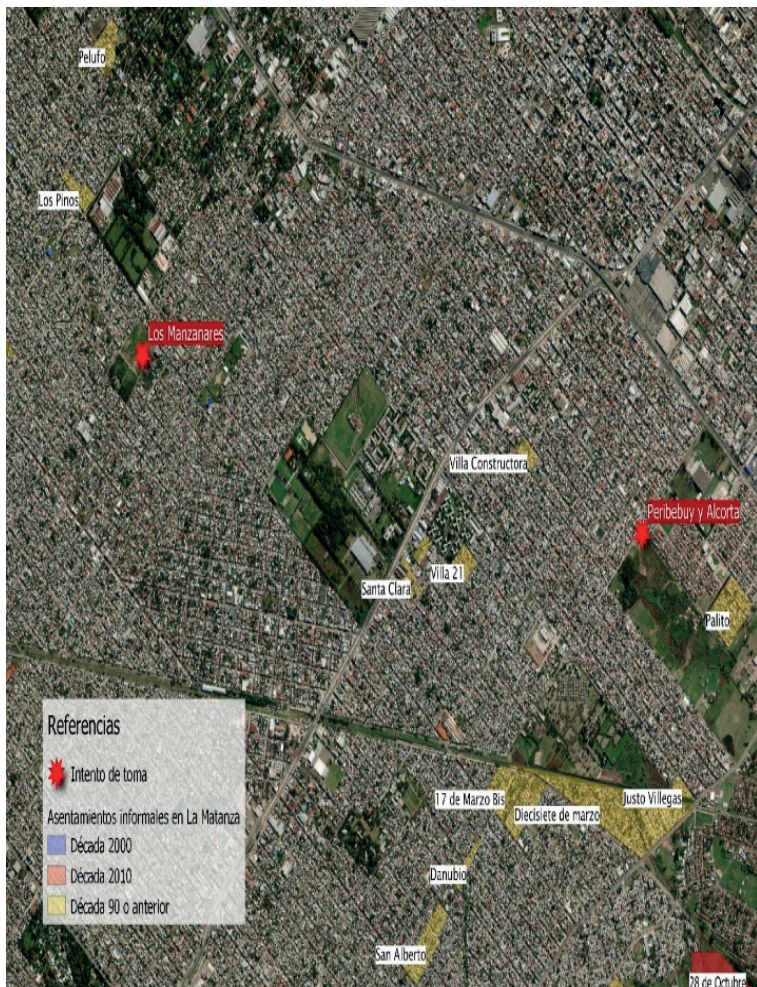 Pelufo
Los Pinos
Los Manzanares
Villa Constructora
Peribebuy y Alcorta
Villa 21
Santa Clara
Palito
Referencias
Intento de toma
Asentamientos informales en La Matanza
Década 2000
Década 2010
Década 90 o anterior
17 de Marzo Bis
Justo Villegas
Diecisiete de marzo
Danubio
San Alberto
28 de Octubre